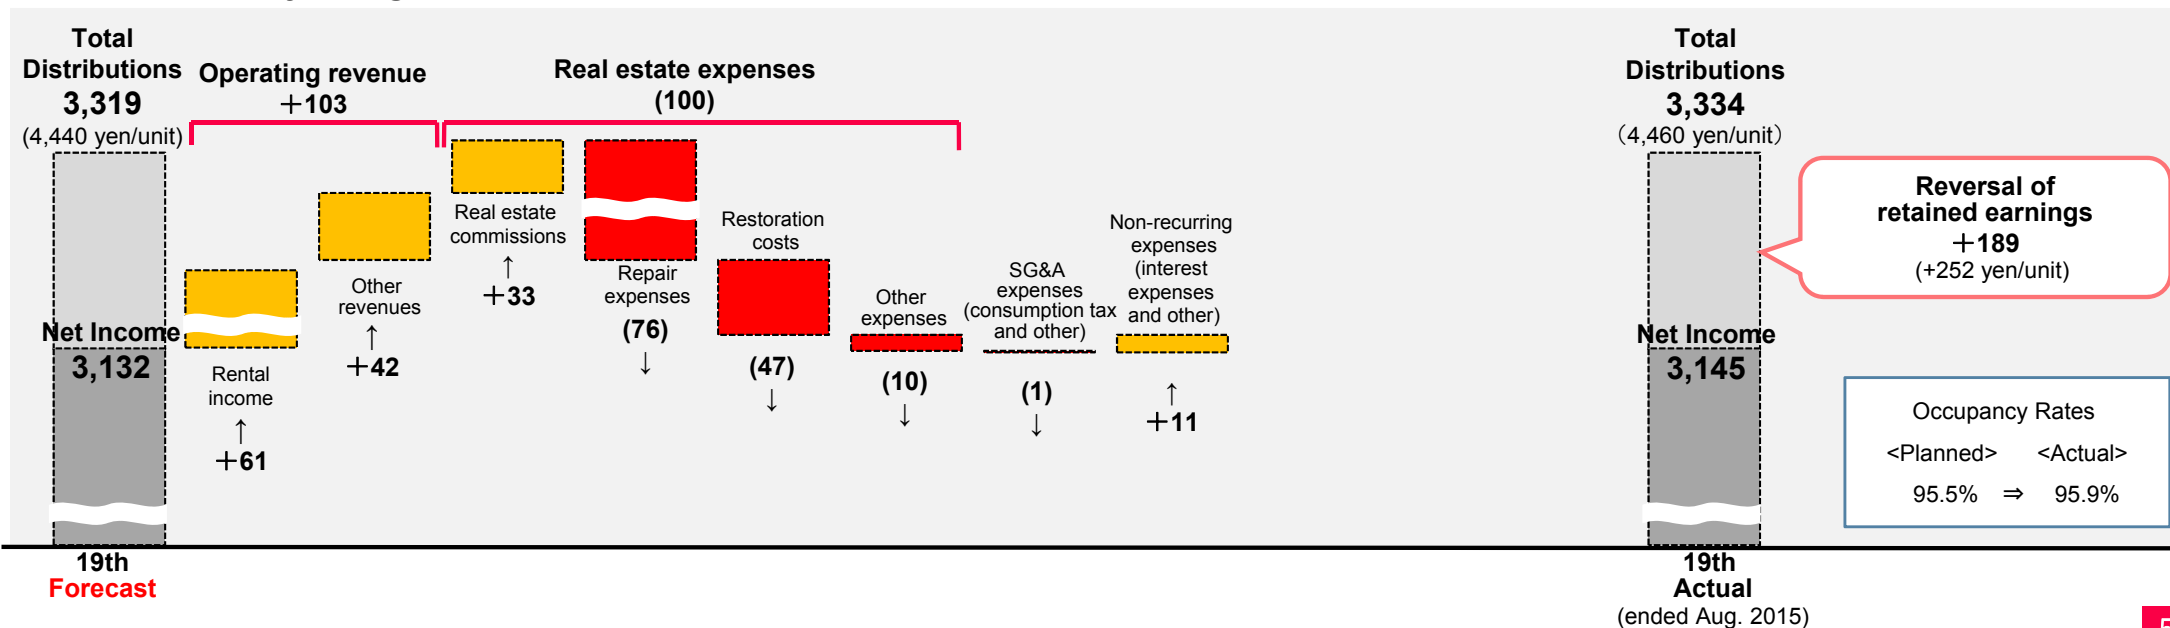 Total
Distributions
3,319
(4,440 yen/unit)
Operating revenue
＋103
Real estate expenses
(100)
Total
Distributions
3,334
（4,460 yen/unit）
Net Income
3,132
Rental
income
↑
＋61
Other
revenues
↑
＋42
Real estate
commissions
↑
＋33
Repair
expenses
(76)
↓
Restoration
costs
(47)
↓
Other
expenses
(10)
↓
SG&A
expenses
(consumption tax
and other)
(1)
↓
Non-recurring
expenses
(interest
expenses
and other)
↑
＋11
Net Income
3,145
Reversal of
retained earnings
＋189
(+252 yen/unit)
Occupancy Rates
<Planned> <Actual>
95.5% ⇒ 95.9%
19th
Forecast
19th
Actual
(ended Aug. 2015)